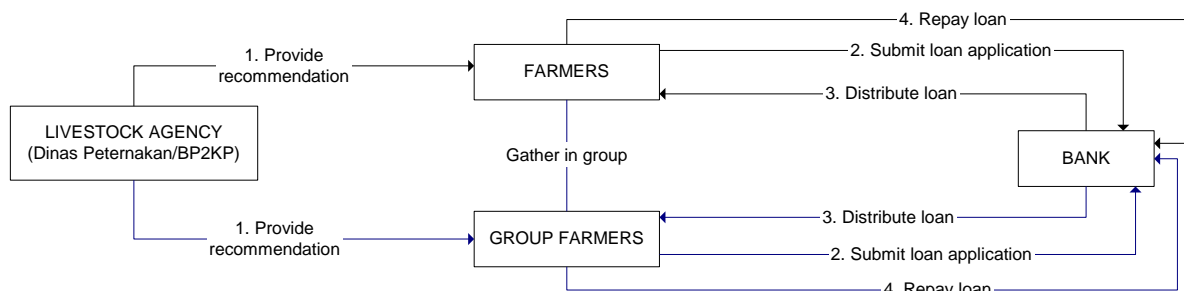 4. Repay loan
1. Provide
recommendation
2. Submit loan application
FARMERS
3. Distribute loan
LIVESTOCK AGENCY
(Dinas Peternakan/BP2KP)
Gather in group
BANK
1. Provide
recommendation
3. Distribute loan
GROUP FARMERS
2. Submit loan application
4. Repay loan